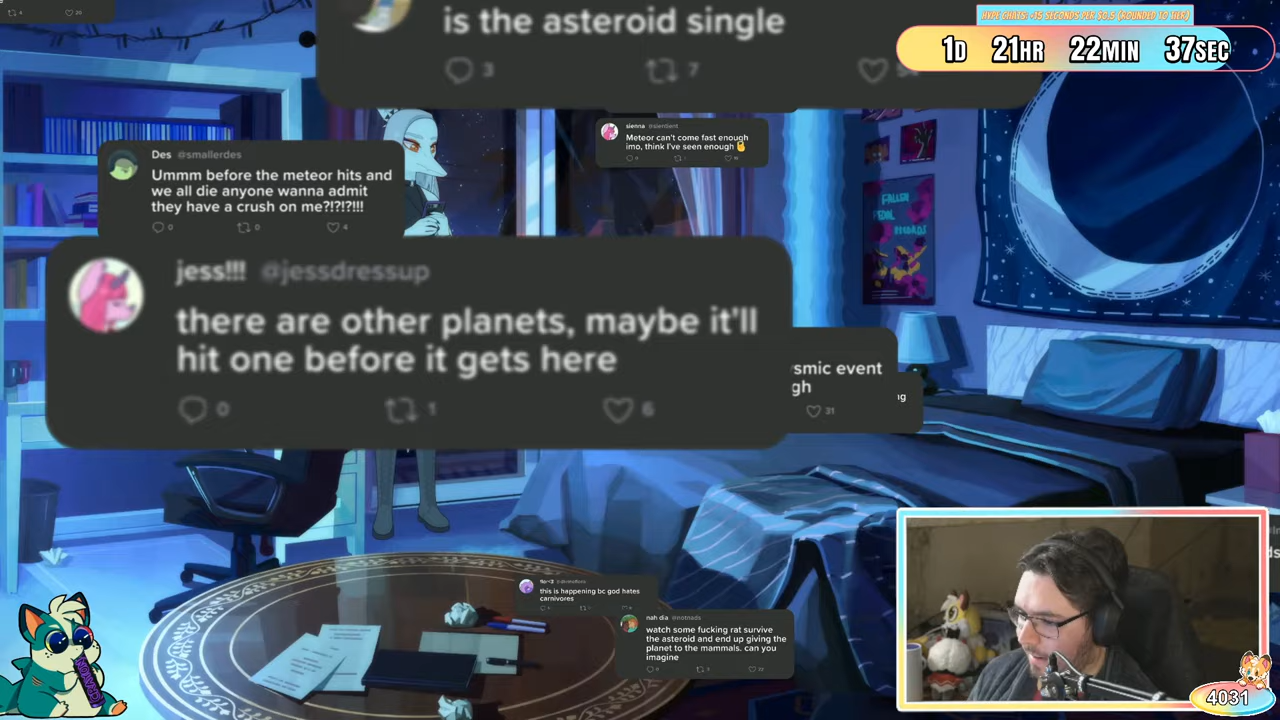 HYPE CHATS: +15 SECONDS PER $0.5 (ROUNDED TO TIER)
1D 21HR 22MIN 37SEC
is the asteroid single
3 7
sienna
Meteor can't come fast enough
imo, think I've seen enough
Des @smallerdes
Ummm before the meteor hits and
we all die anyone wanna admit
they have a crush on me?!?!?!!!
0 0 4
jess!!! @jessdressup
there are other planets, maybe it'll
hit one before it gets here
0 1 6
smic event
gh
31
FALLEN
this is happening bc god hates
carnivores
nah dia @notnads
watch some fucking rat survive
the asteroid and end up giving the
planet to the mammals. can you
imagine
4031